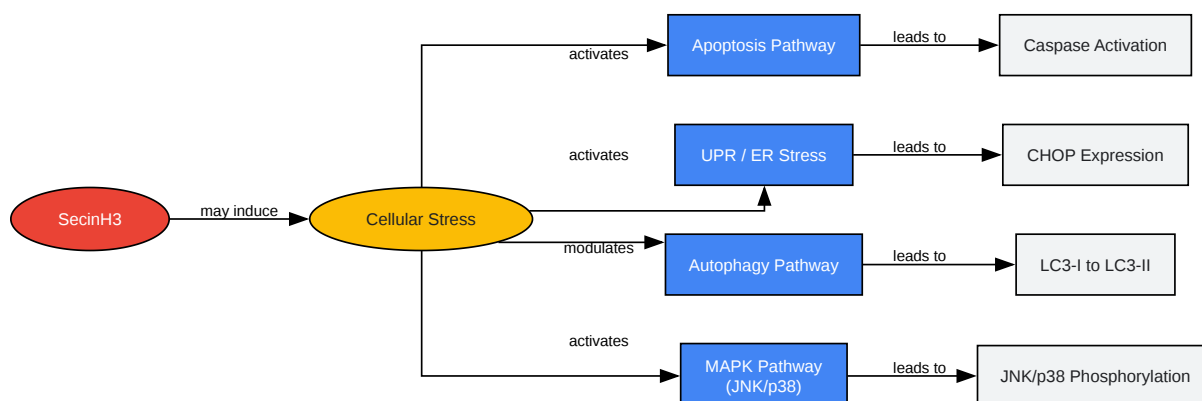 activates
Apoptosis Pathway
leads to
Caspase Activation
activates
UPR / ER Stress
leads to
CHOP Expression
SecinH3
may induce
Cellular Stress
modulates
Autophagy Pathway
leads to
LC3-I to LC3-II
activates
MAPK Pathway
(JNK/p38)
leads to
JNK/p38 Phosphorylation